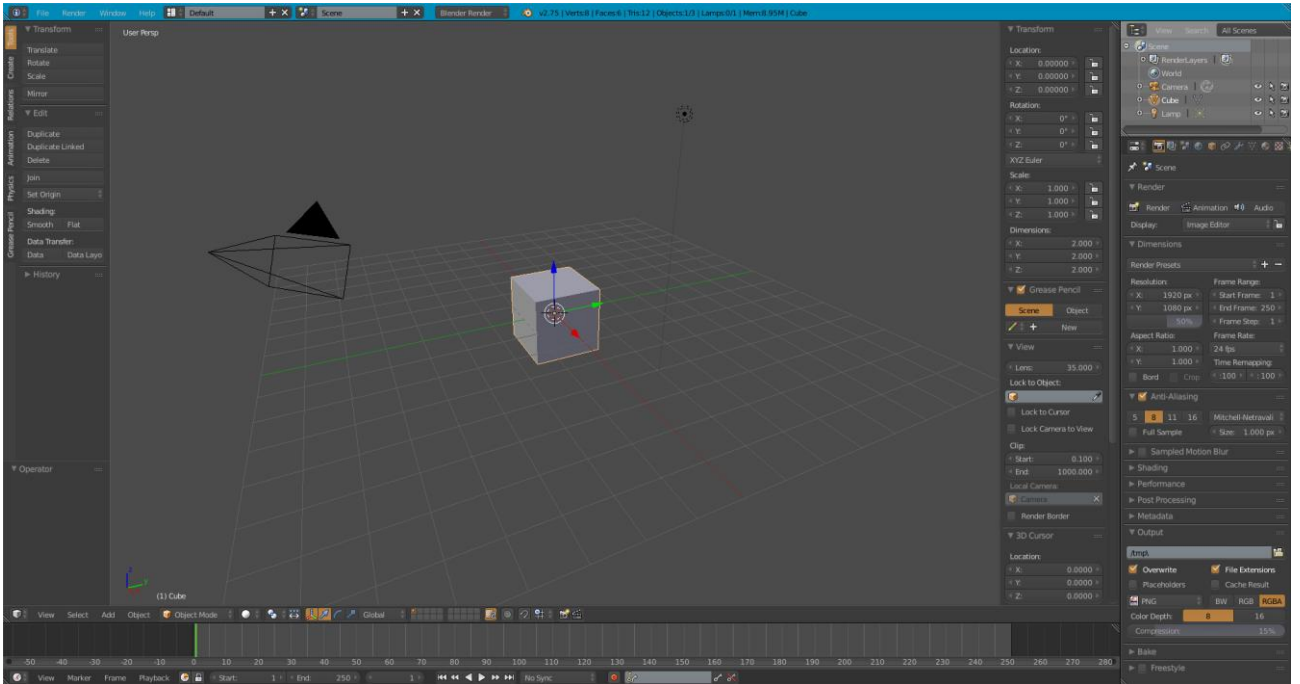 File Render Window Help Default Scene Blender Render v2.75 | Verts:8 | Faces:6 | Tris:12 | Objects:1/3 | Lamps:0/1 | Mem:8.95M | Cube
Tools
Create
Relations
Animation
Physics
Grease Pencil
Transform
Translate
Rotate
Scale
Mirror
Edit
Duplicate
Duplicate Linked
Delete
Join
Set Origin
Shading:
Smooth Flat
Data Transfer:
Data Data Layo
History
Operator
User Persp
(1) Cube
Transform
Location:
X: 0.00000
Y: 0.00000
Z: 0.00000
Rotation:
X: 0°
Y: 0°
Z: 0°
XYZ Euler
Scale:
X: 1.000
Y: 1.000
Z: 1.000
Dimensions:
X: 2.000
Y: 2.000
Z: 2.000
Grease Pencil
Scene Object
New
View
Lens: 35.000
Lock to Object:
Lock to Cursor
Lock Camera to View
Clip:
Start: 0.100
End: 1000.000
Local Camera:
Camera
Render Border
3D Cursor
Location:
X: 0.0000
Y: 0.0000
Z: 0.0000
View Search All Scenes
Scene
RenderLayers
World
Camera
Cube
Lamp
Scene
Render
Render Animation Audio
Display: Image Editor
Dimensions
Render Presets
Resolution: Frame Range:
X: 1920 px Start Frame: 1
Y: 1080 px End Frame: 250
50% Frame Step: 1
Aspect Ratio: Frame Rate:
X: 1.000 24 fps
Y: 1.000 Time Remapping:
Bord Crop :100 :100
Anti-Aliasing
5 8 11 16 Mitchell-Netravali
Full Sample Size: 1.000 px
Sampled Motion Blur
Shading
Performance
Post Processing
Metadata
Output
/tmp\
Overwrite File Extensions
Placeholders Cache Result
PNG BW RGB RGBA
Color Depth: 8 16
Compression: 15%
Bake
Freestyle
View Select Add Object Object Mode Global
-50 -40 -30 -20 -10 0 10 20 30 40 50 60 70 80 90 100 110 120 130 140 150 160 170 180 190 200 210 220 230 240 250 260 270 280
View Marker Frame Playback Start: 1 End: 250 1 No Sync